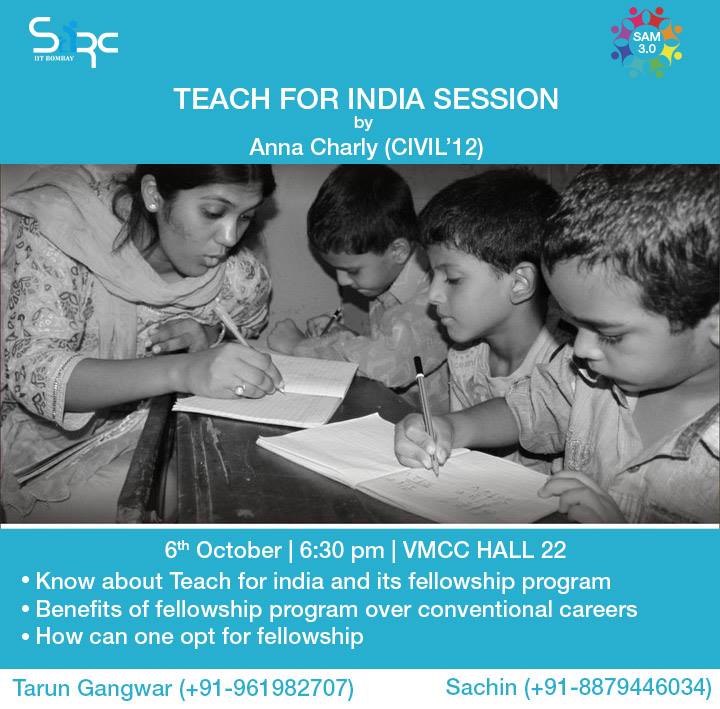 SARC
IIT BOMBAY
SAM
3.0
TEACH FOR INDIA SESSION
by
Anna Charly (CIVIL'12)
6th October | 6:30 pm | VMCC HALL 22
• Know about Teach for india and its fellowship program
• Benefits of fellowship program over conventional careers
• How can one opt for fellowship
Tarun Gangwar (+91-961982707)
Sachin (+91-8879446034)